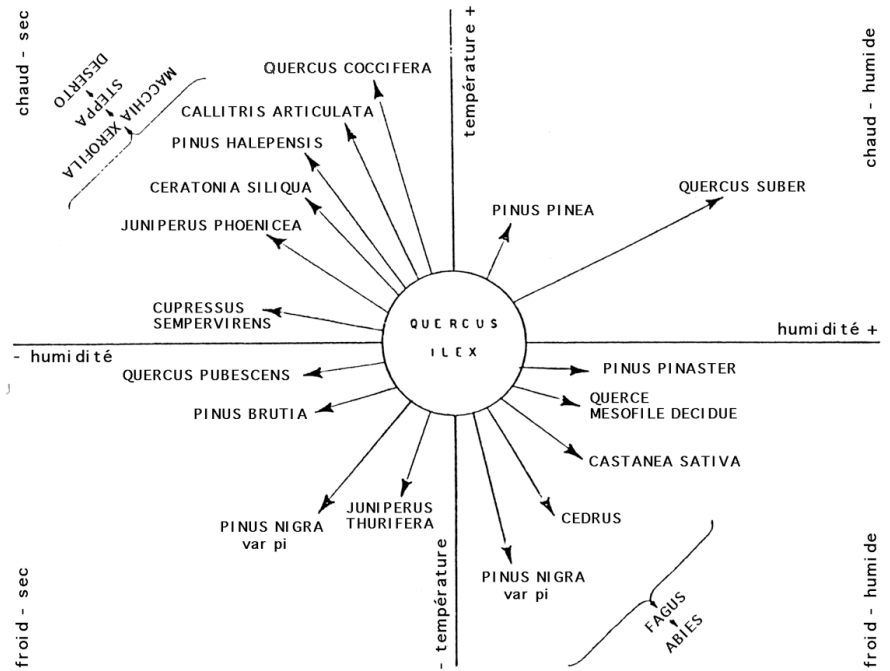 chaud - sec
température +
chaud - humide
DESERTO
STEPPA
MACCHIA
XEROFILA
QUERCUS COCCIFERA
CALLITRIS ARTICULATA
PINUS HALEPENSIS
CERATONIA SILIQUA
JUNIPERUS PHOENICEA
PINUS PINEA
QUERCUS SUBER
CUPRESSUS
SEMPERVIRENS
QUERCUS
ILEX
humidité +
- humidité
QUERCUS PUBESCENS
PINUS BRUTIA
PINUS PINASTER
QUERCE
MESOFILE DECIDUE
CASTANEA SATIVA
CEDRUS
JUNIPERUS
THURIFERA
PINUS NIGRA
var pi
PINUS NIGRA
var pi
FAGUS
ABIES
froid - sec
- température
froid - humide